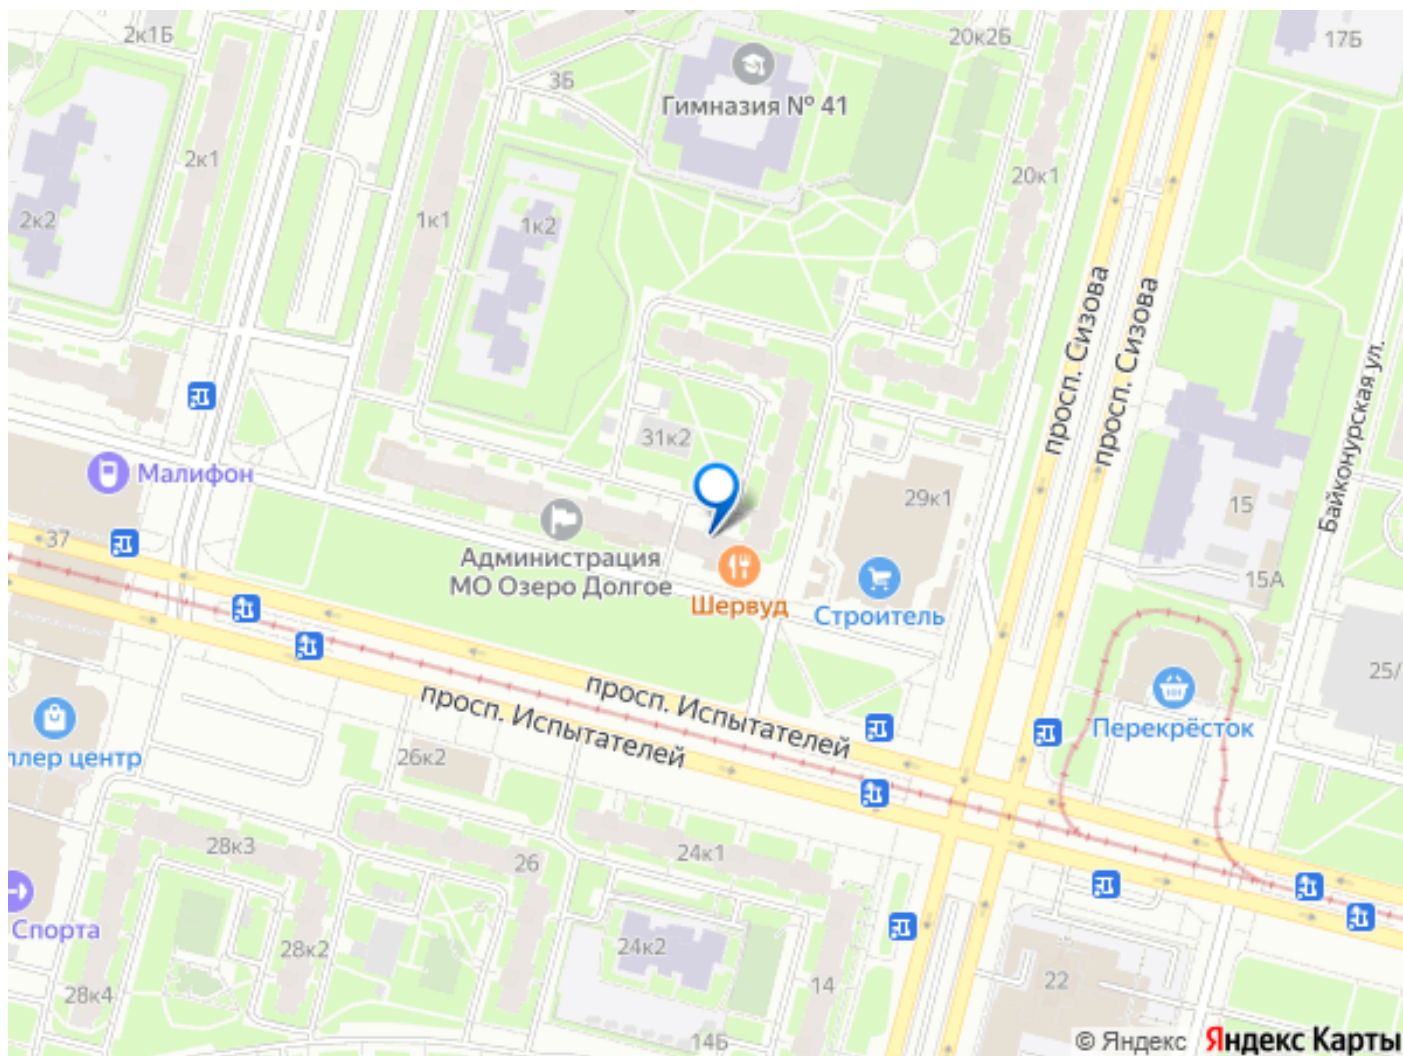 2к1Б
20к2Б
17Б
3Б
Гимназия № 41
2к1
20к1
2к2
1к1
1к2
просп. Сизова
просп. Сизова
Байконурская ул.
31к2
Малифон
29к1
15
37
Администрация
МО Озеро Долгое
15А
Шервуд
Строитель
25/
просп. Испытателей
просп. Испытателей
Перекрёсток
ллер центр
26к2
28к3
26
24к1
Спорта
28к2
24к2
28к4
14
22
14Б
© Яндекс Яндекс Карты